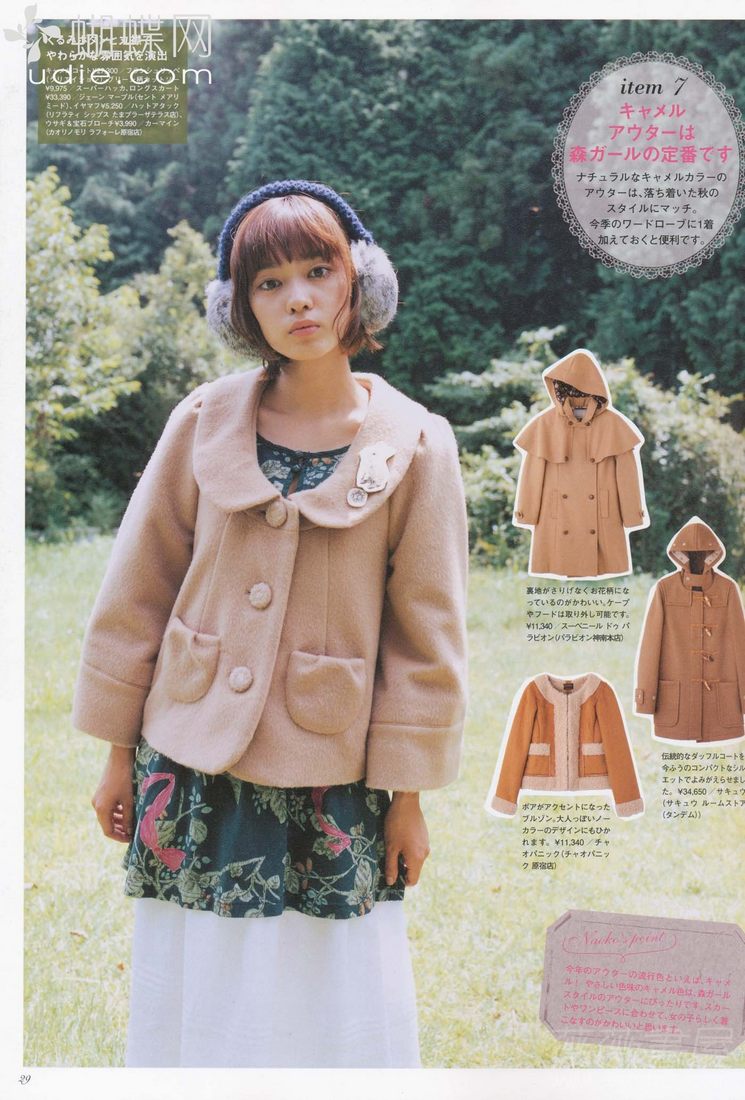 蝴蝶网
udie.com
くるみボタンと丸襟で
やわらかな雰囲気を演出
¥9,975/スーパーハッカ、ロングスカート
¥33,390/ジェーン マーブル(セント メアリ
ミード)、イヤマフ¥5,250/ハットアタック
(リフラティ シップス たまプラーザテラス店)、
ウサギ&宝石ブローチ¥3,990/カーマイン
(カオリノモリ ラフォーレ原宿店)
item 7
キャメル
アウターは
森ガールの定番です
ナチュラルなキャメルカラーの
アウターは、落ち着いた秋の
スタイルにマッチ。
今季のワードローブに1着
加えておくと便利です。
裏地がさりげなくお花柄にな
っているのがかわいい。ケープ
やフードは取り外し可能です。
¥11,340/スーベニール ドゥ パ
ラビオン(パラビオン神南本店)
伝統的なダッフルコートを
今ふうのコンパクトなシル
エットでよみがえらせまし
た。¥34,650/サキュウ
(サキュウ ルームストア
(タンデム))
ボアがアクセントになった
ブルゾン。大人っぽいノー
カラーのデザインにもひか
れます。¥11,340/チャ
オパニック(チャオパニッ
ク 原宿店)
Naoko's point
今年のアウターの流行色といえば、キャメ
ル! やさしい色味のキャメル色は、森ガール
スタイルのアウターにぴったりです。スカー
トやワンピースに合わせて、女の子らしく着
こなすのがかわいいと思います。
29